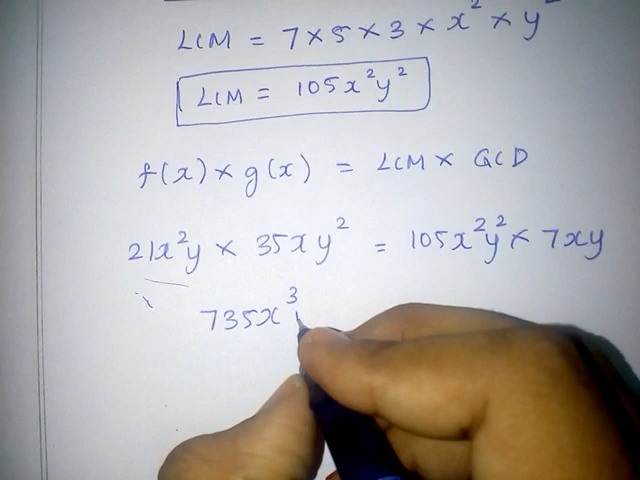 LCM = 7 × 5 × 3 × x² × y²
LCM = 105x²y²
f(x) × g(x) = LCM × GCD
21x²y × 35xy² = 105x²y² × 7xy
735x³